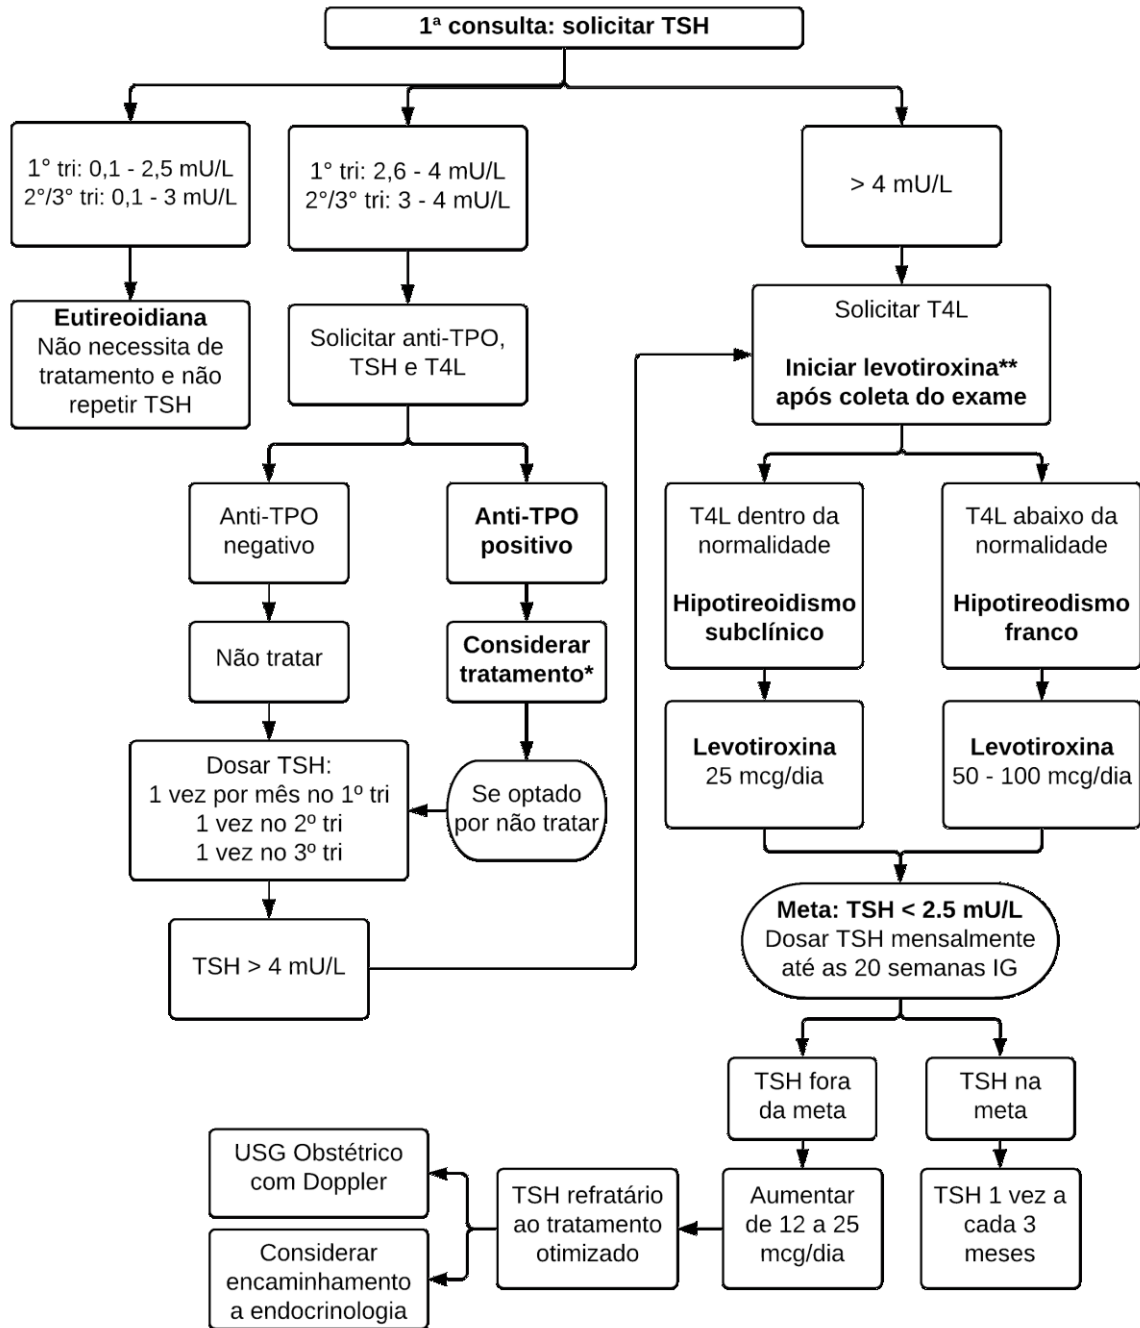 1ª consulta: solicitar TSH
1° tri: 0,1 - 2,5 mU/L
2°/3° tri: 0,1 - 3 mU/L
1° tri: 2,6 - 4 mU/L
2°/3° tri: 3 - 4 mU/L
> 4 mU/L
Eutireoidiana
Não necessita de
tratamento e não
repetir TSH
Solicitar anti-TPO,
TSH e T4L
Solicitar T4L
Iniciar levotiroxina**
após coleta do exame
Anti-TPO
negativo
Anti-TPO
positivo
T4L dentro da
normalidade
Hipotireoidismo
subclínico
T4L abaixo da
normalidade
Hipotireodismo
franco
Não tratar
Considerar
tratamento*
Levotiroxina
25 mcg/dia
Levotiroxina
50 - 100 mcg/dia
Dosar TSH:
1 vez por mês no 1º tri
1 vez no 2º tri
1 vez no 3º tri
Se optado
por não tratar
TSH > 4 mU/L
Meta: TSH < 2.5 mU/L
Dosar TSH mensalmente
até as 20 semanas IG
TSH fora
da meta
TSH na
meta
USG Obstétrico
com Doppler
TSH refratário
ao tratamento
otimizado
Aumentar
de 12 a 25
mcg/dia
TSH 1 vez a
cada 3
meses
Considerar
encaminhamento
a endocrinologia